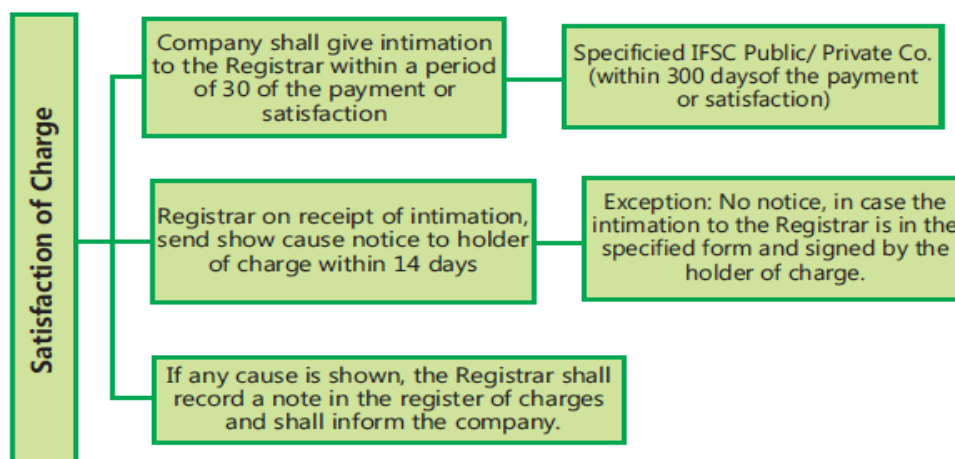 Satisfaction of Charge
Company shall give intimation
to the Registrar within a period
of 30 of the payment or
satisfaction
Specificied IFSC Public/ Private Co.
(within 300 daysof the payment
or satisfaction)
Registrar on receipt of intimation,
send show cause notice to holder
of charge within 14 days
Exception: No notice, in case the
intimation to the Registrar is in the
specified form and signed by the
holder of charge.
If any cause is shown, the Registrar shall
record a note in the register of charges
and shall inform the company.